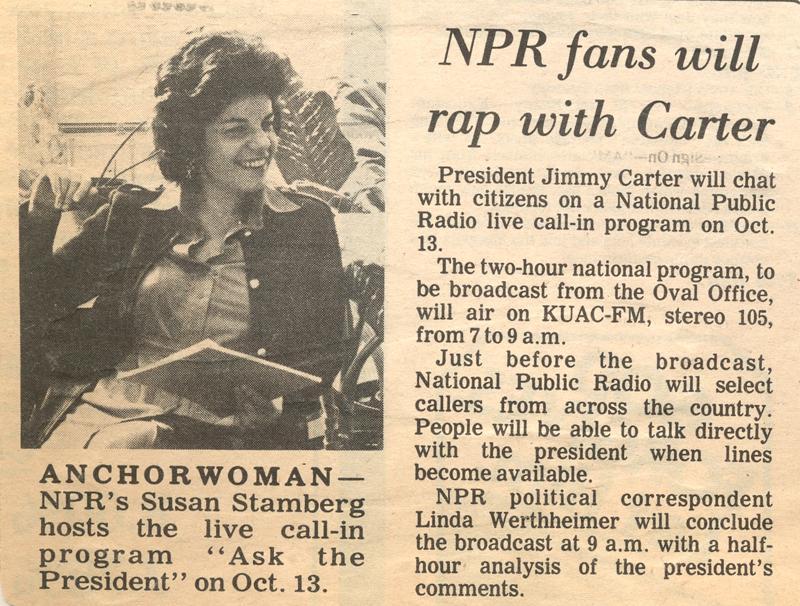 NPR fans will
rap with Carter
President Jimmy Carter will chat
with citizens on a National Public
Radio live call-in program on Oct.
13.
The two-hour national program, to
be broadcast from the Oval Office,
will air on KUAC-FM, stereo 105,
from 7 to 9 a.m.
Just before the broadcast,
National Public Radio will select
callers from across the country.
People will be able to talk directly
with the president when lines
become available.
NPR political correspondent
Linda Werthheimer will conclude
the broadcast at 9 a.m. with a half-
hour analysis of the president's
comments.
ANCHORWOMAN—
NPR's Susan Stamberg
hosts the live call-in
program "Ask the
President" on Oct. 13.